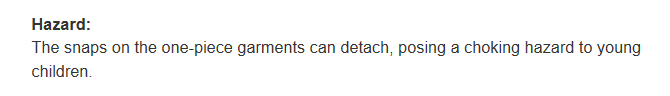 Hazard:
The snaps on the one-piece garments can detach, posing a choking hazard to young
children.